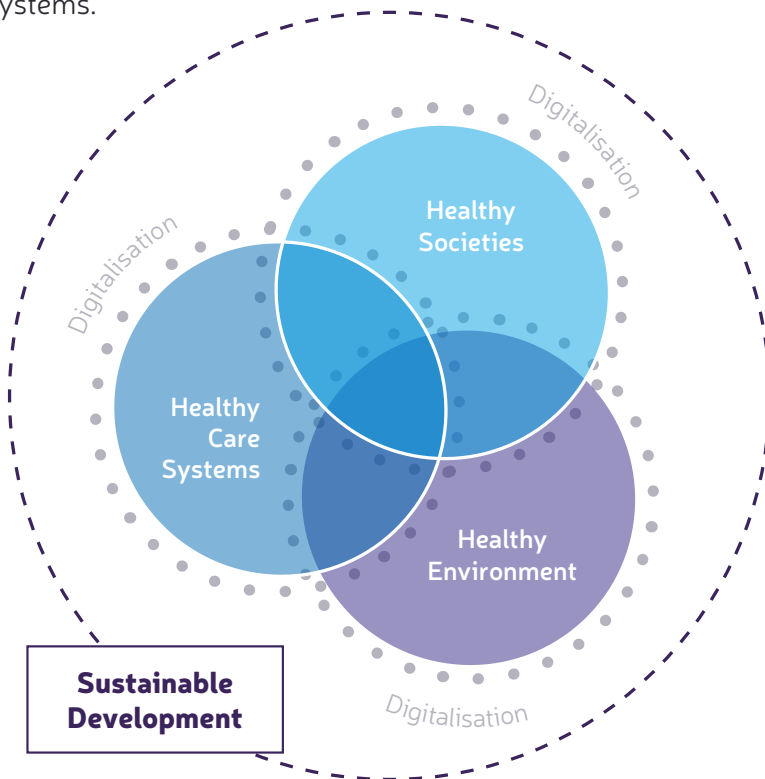 ystems.
Digitalisation
Healthy
Societies
Digitalisation
Healthy
Care
Systems
Healthy
Environment
Sustainable
Development
Digitalisation